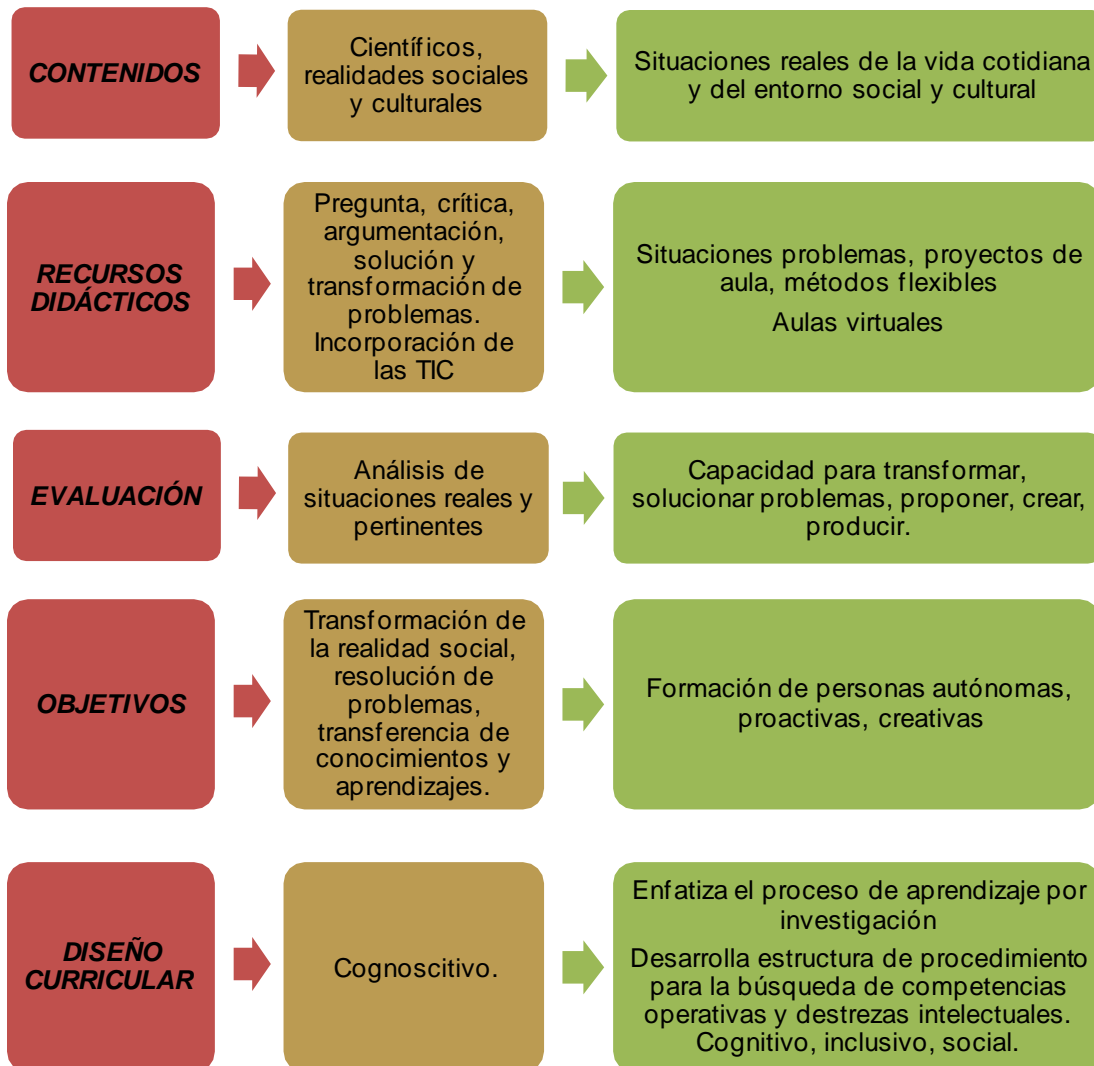 CONTENIDOS
Científicos,
realidades sociales
y culturales
Situaciones reales de la vida cotidiana
y del entorno social y cultural
RECURSOS
DIDÁCTICOS
Pregunta, crítica,
argumentación,
solución y
transformación de
problemas.
Incorporación de
las TIC
Situaciones problemas, proyectos de
aula, métodos flexibles
Aulas virtuales
EVALUACIÓN
Análisis de
situaciones reales y
pertinentes
Capacidad para transformar,
solucionar problemas, proponer, crear,
producir.
OBJETIVOS
Transformación de
la realidad social,
resolución de
problemas,
transferencia de
conocimientos y
aprendizajes.
Formación de personas autónomas,
proactivas, creativas
DISEÑO
CURRICULAR
Cognoscitivo.
Enfatiza el proceso de aprendizaje por
investigación
Desarrolla estructura de procedimiento
para la búsqueda de competencias
operativas y destrezas intelectuales.
Cognitivo, inclusivo, social.